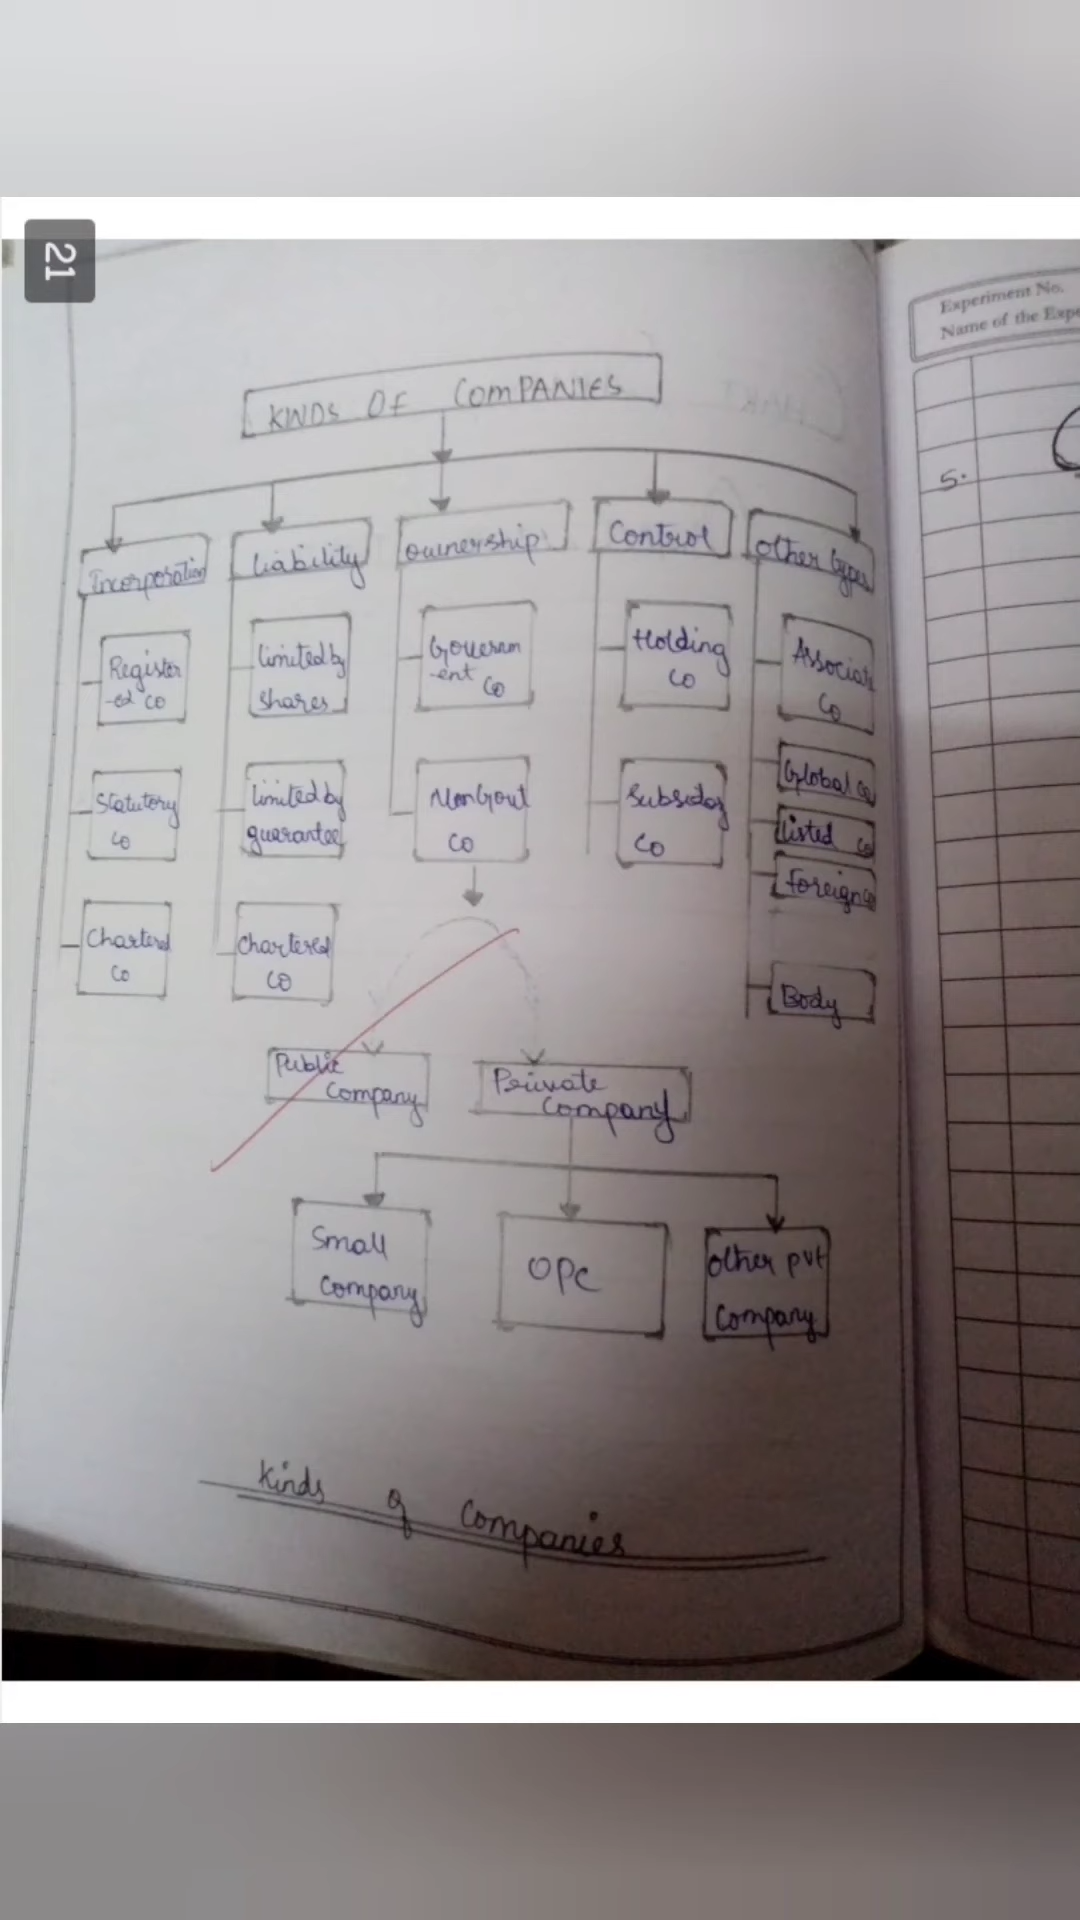 21
Experiment No.
Name of the Expe
5.
KINDS OF COMPANIES
Incorporation
Liability
Ownership
Control
Other types
Register
-ed co
Statutory
co
Chartered
co
limited by
shares
limited by
guarantee
Chartered
co
Governm
-ent co
Non Govt
co
Holding
co
Subsiday
co
Associate
co
Global co
listed co
Foreign co
Body
Public
Company
Private
Company
Small
Company
OPC
Other pvt
Company
Kinds of Companies